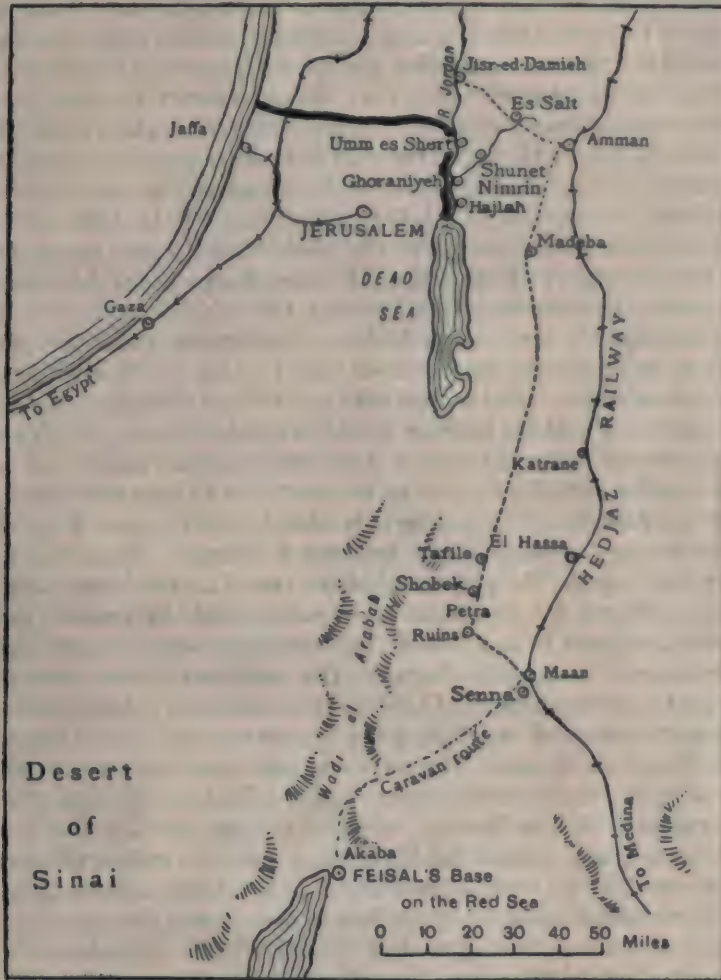 R Jordan
Jisr-ed-Damieh
Es Salt
Jaffa
Umm es Shert
Amman
Shunet
Nimrin
Ghoraniyeh
Hajlah
JERUSALEM
Madeba
DEAD
SEA
Gaza
To Egypt
HEDJAZ RAILWAY
Katrane
El Hassa
Tafile
Shobek
Petra
Ruins
Wadi al Arabah
Maan
Senna
Caravan route
Desert
of
Sinai
To Medina
Akaba
FEISAL'S Base
on the Red Sea
0 10 20 30 40 50 Miles